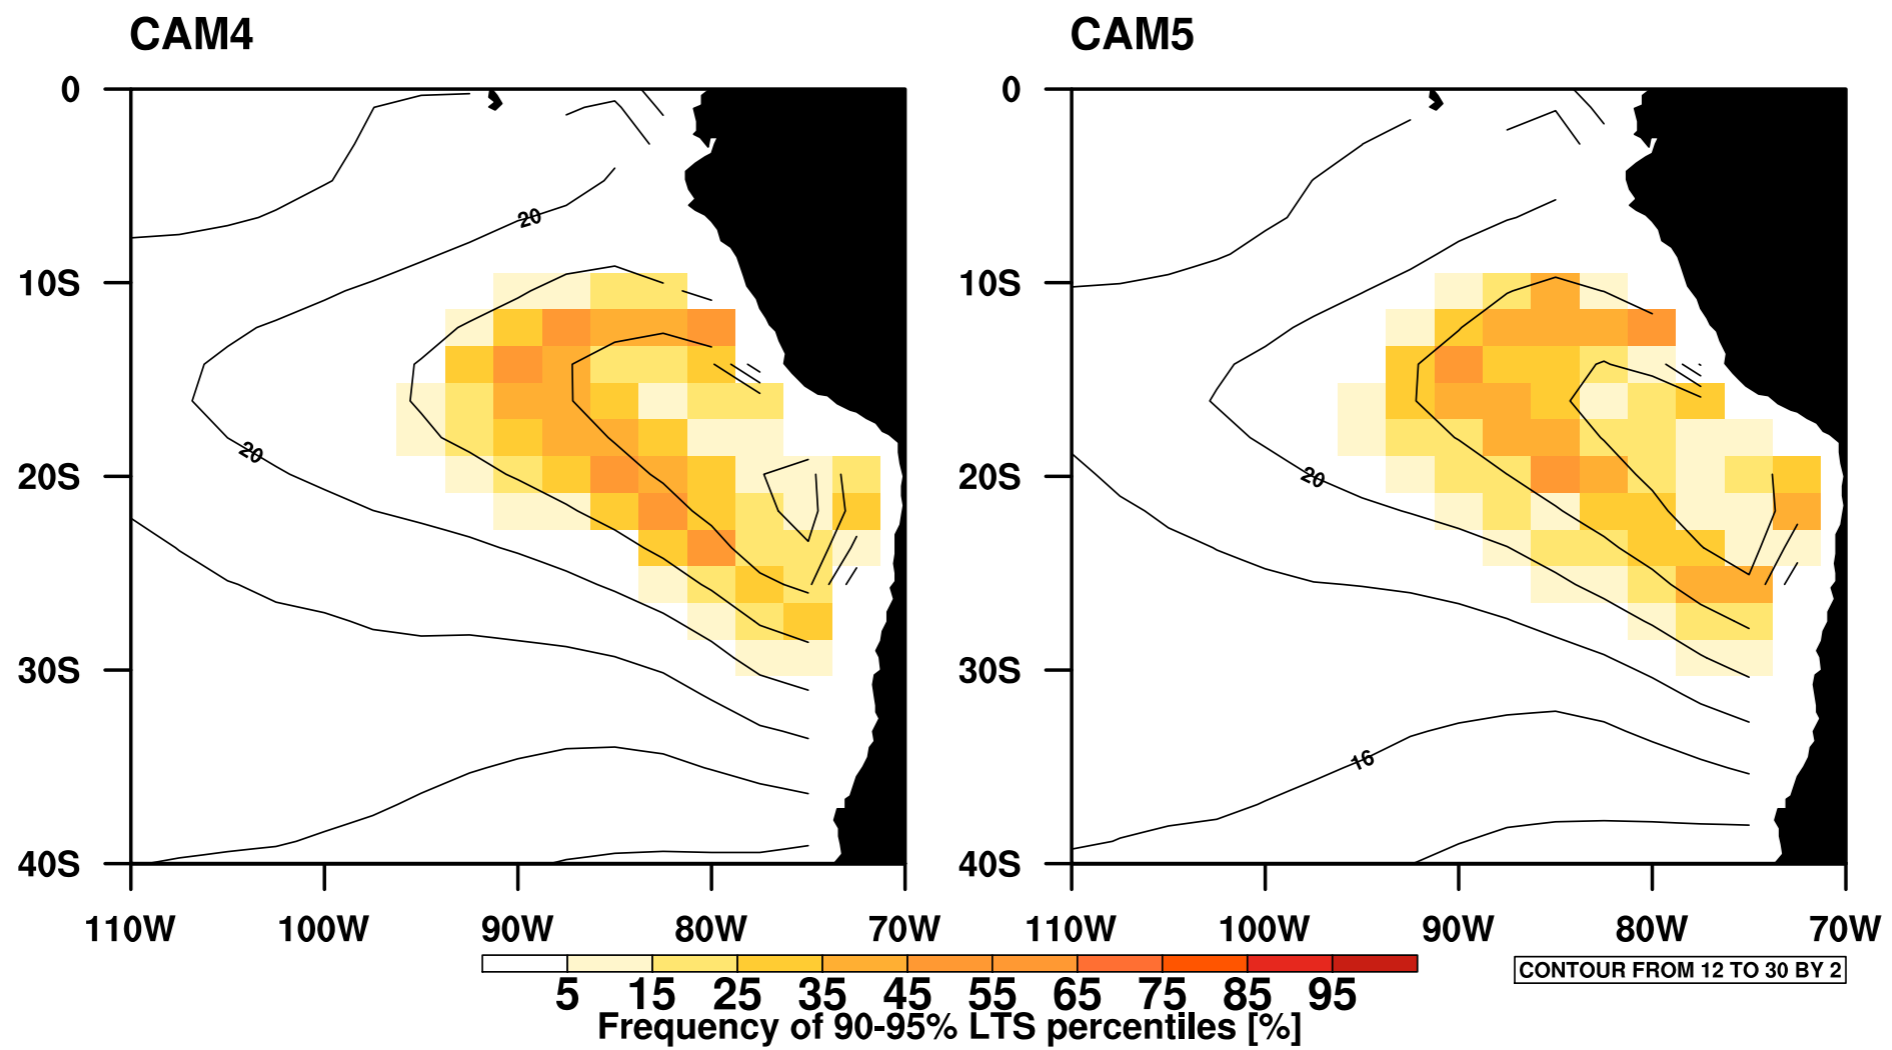 CAM4 CAM5
0 0
20
10S 10S
20 20
20S 20S
30S 30S
16
40S 40S
110W 100W 90W 80W 70W 110W 100W 90W 80W 70W
CONTOUR FROM 12 TO 30 BY 2
5 15 25 35 45 55 65 75 85 95
Frequency of 90-95% LTS percentiles [%]